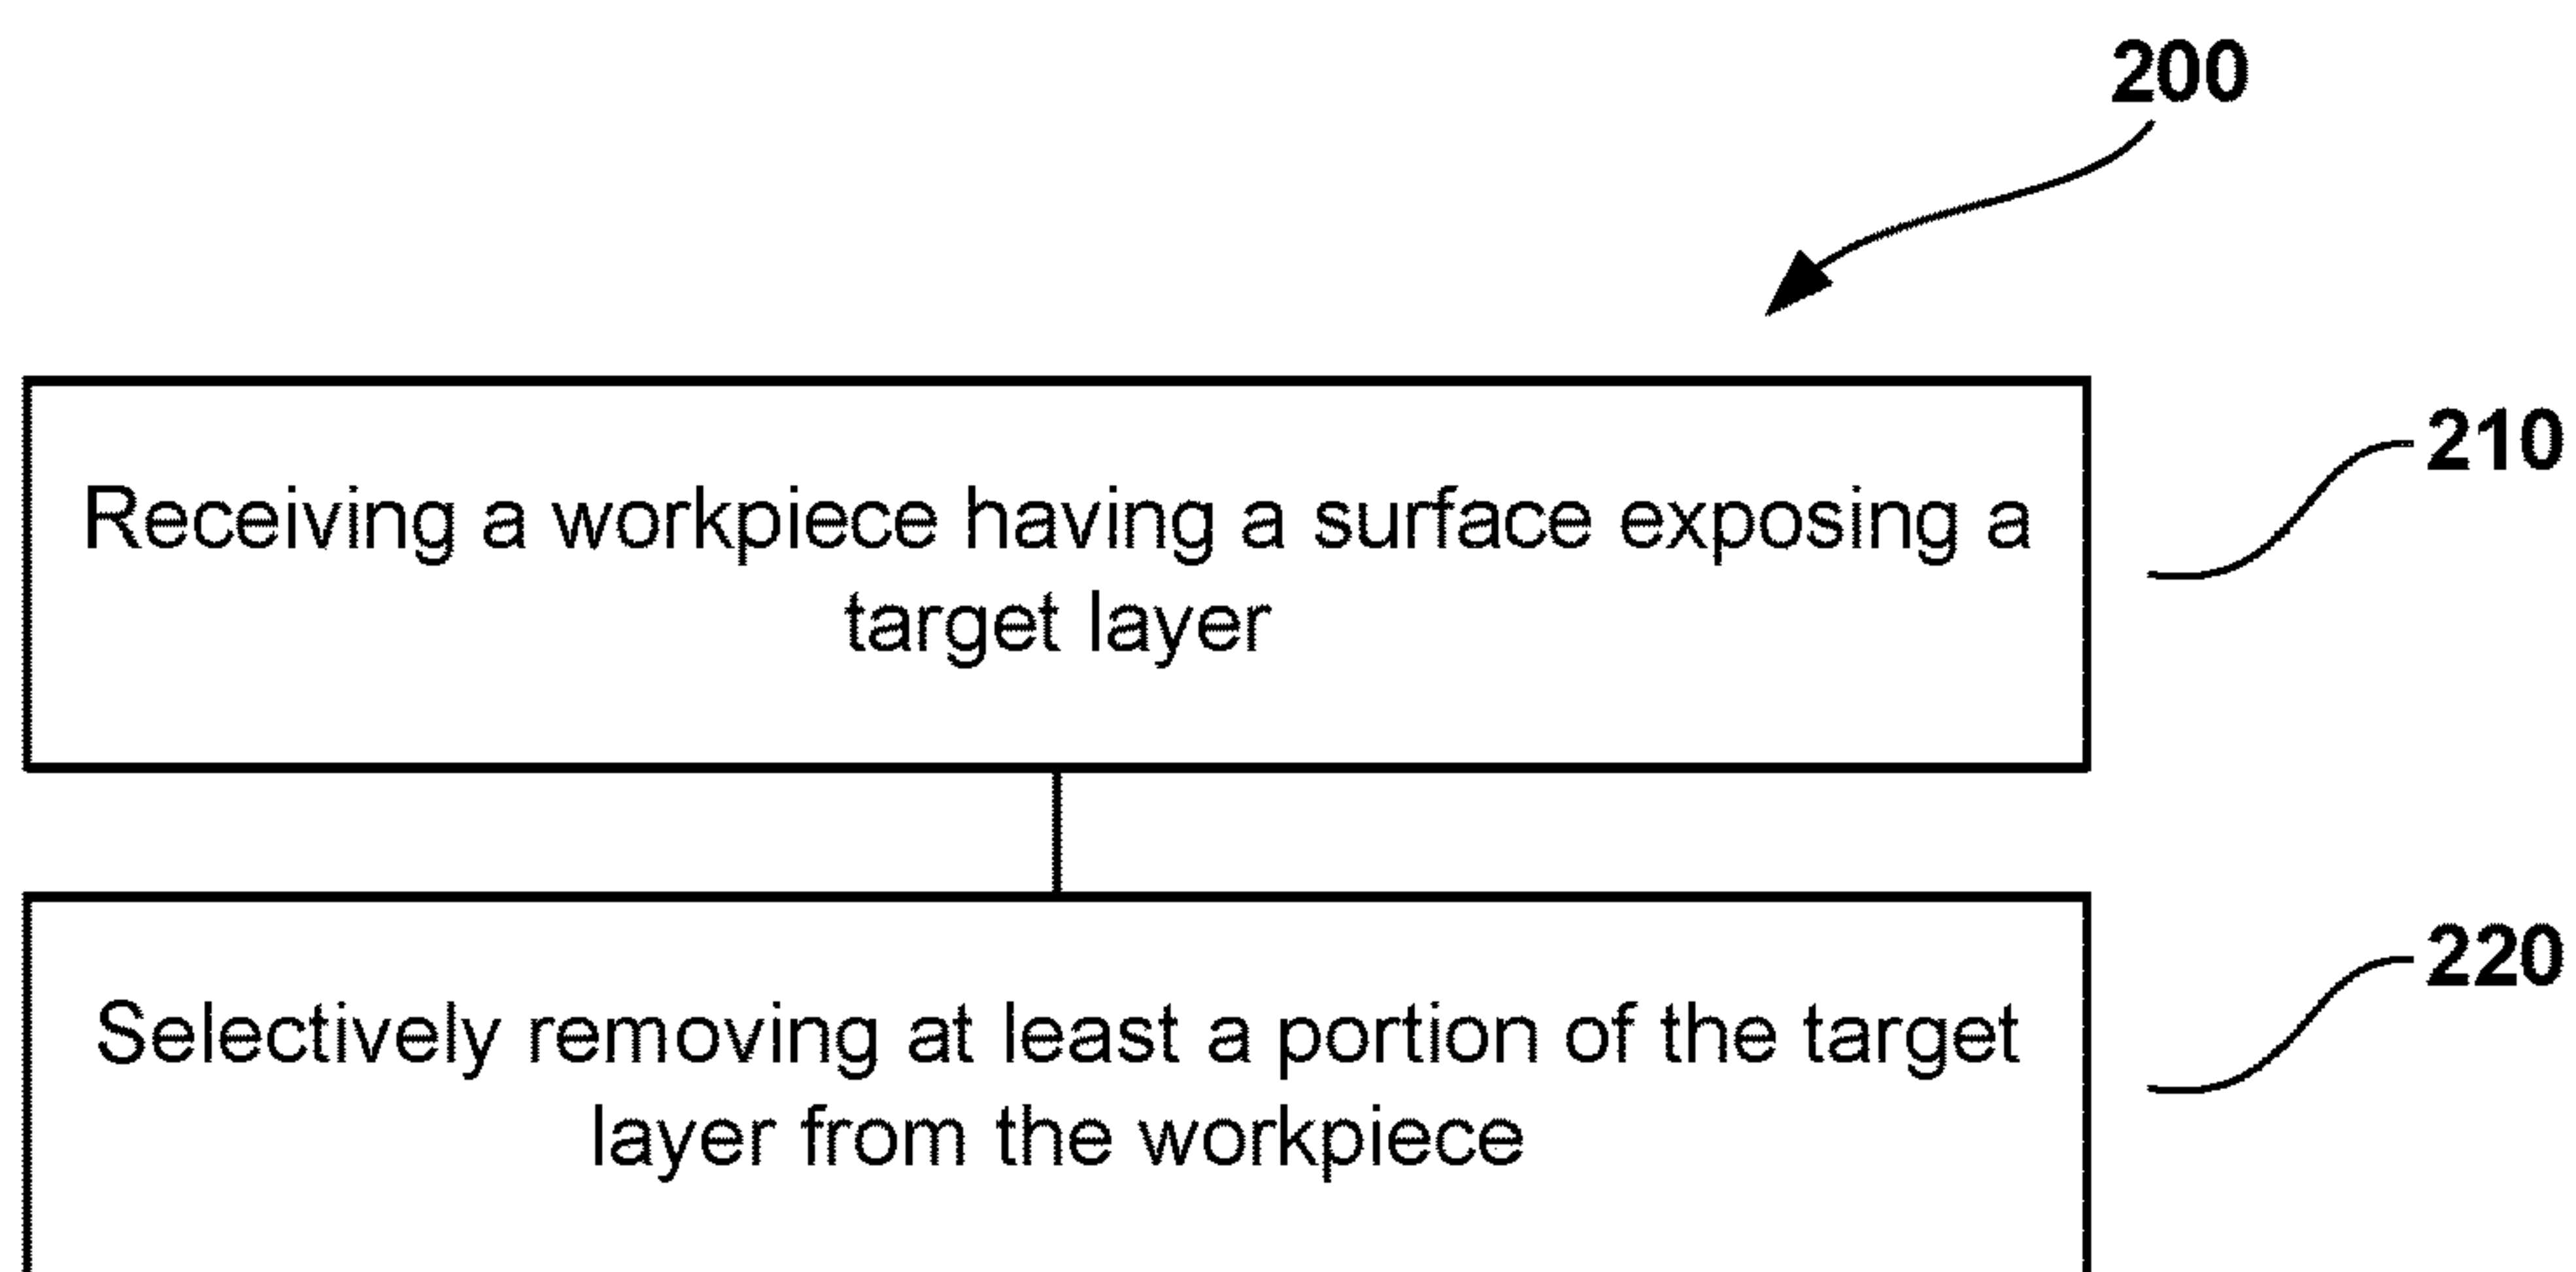 200
210
Receiving a workpiece having a surface exposing a
target layer
220
Selectively removing at least a portion of the target
layer from the workpiece